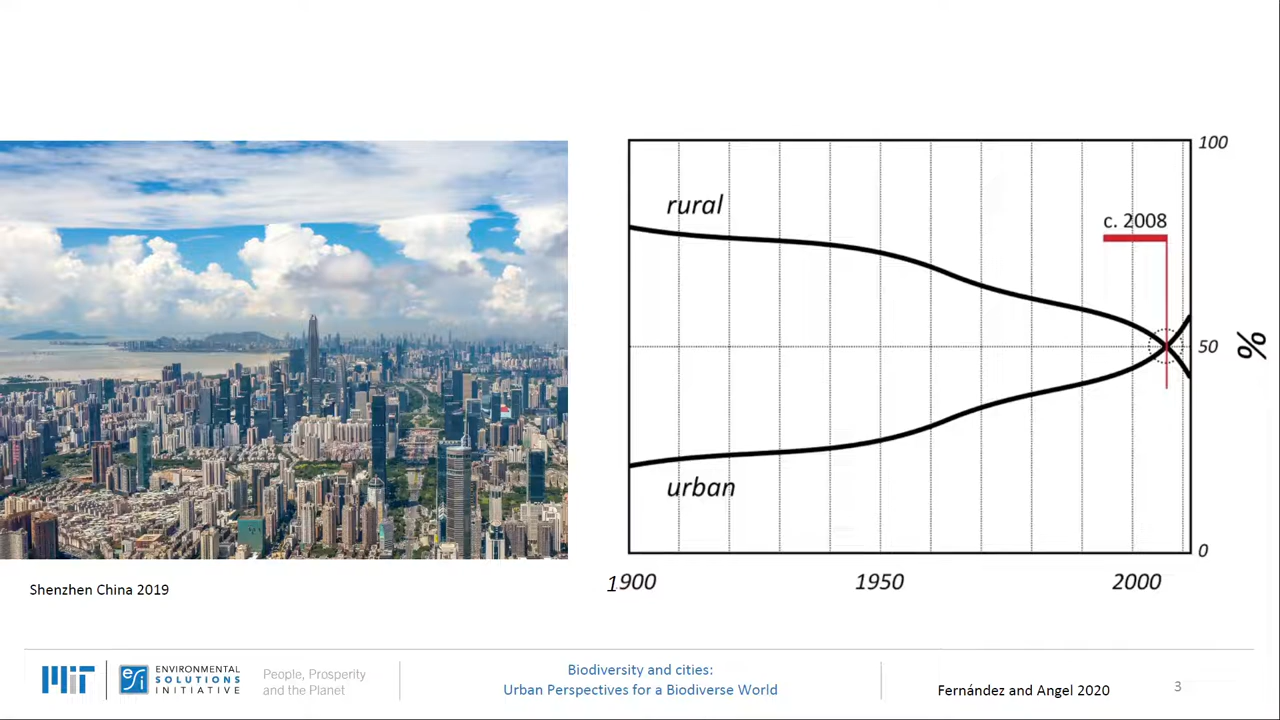 rural
urban
c. 2008
100
50
0
%
1900
1950
2000
Shenzhen China 2019
MIT
esi
ENVIRONMENTAL
SOLUTIONS
INITIATIVE
People, Prosperity
and the Planet
Biodiversity and cities:
Urban Perspectives for a Biodiverse World
Fernández and Angel 2020
3